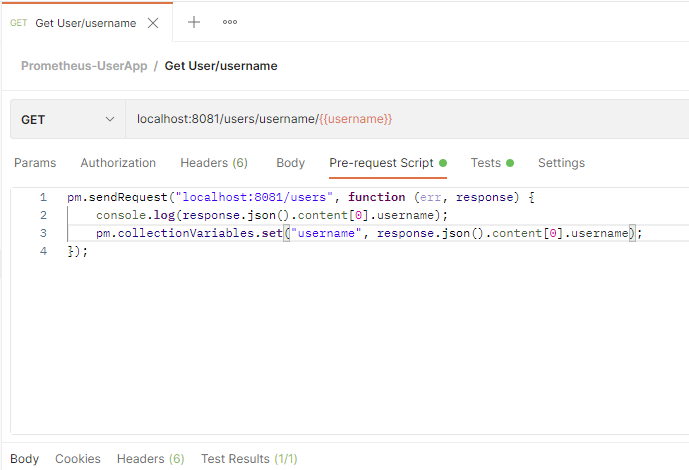 GET Get User/username
Prometheus-UserApp / Get User/username
GET localhost:8081/users/username/{{username}}
Params Authorization Headers (6) Body Pre-request Script Tests Settings
1 pm.sendRequest("localhost:8081/users", function (err, response) {
2 console.log(response.json().content[0].username);
3 pm.collectionVariables.set("username", response.json().content[0].username);
4 });
Body Cookies Headers (6) Test Results (1/1)